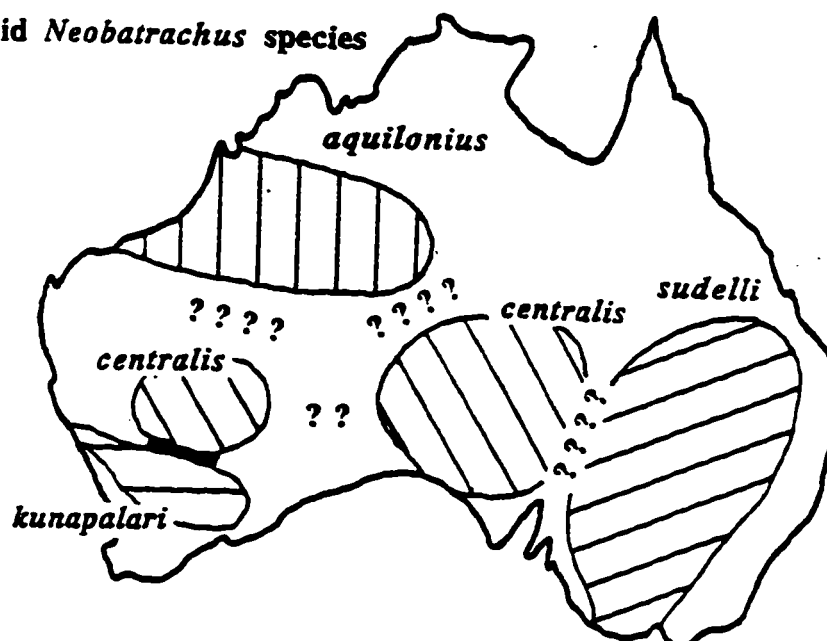 id Neobatrachus species
aquilonius
sudelli
? ? ? ?
? ? ? ?
centralis
centralis
? ?
? ? ? ?
kunapalari